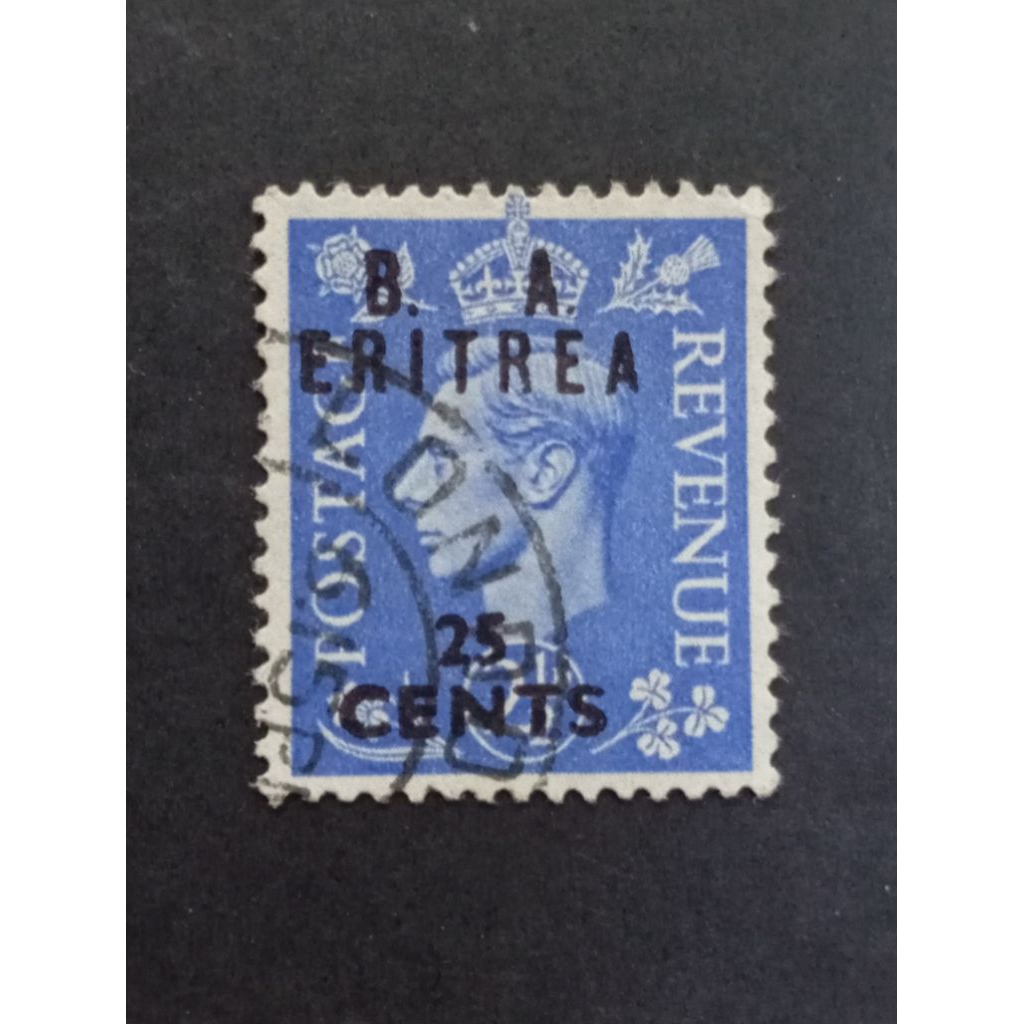 B. A.
ERITREA
POSTAGE
REVENUE
25
CENTS